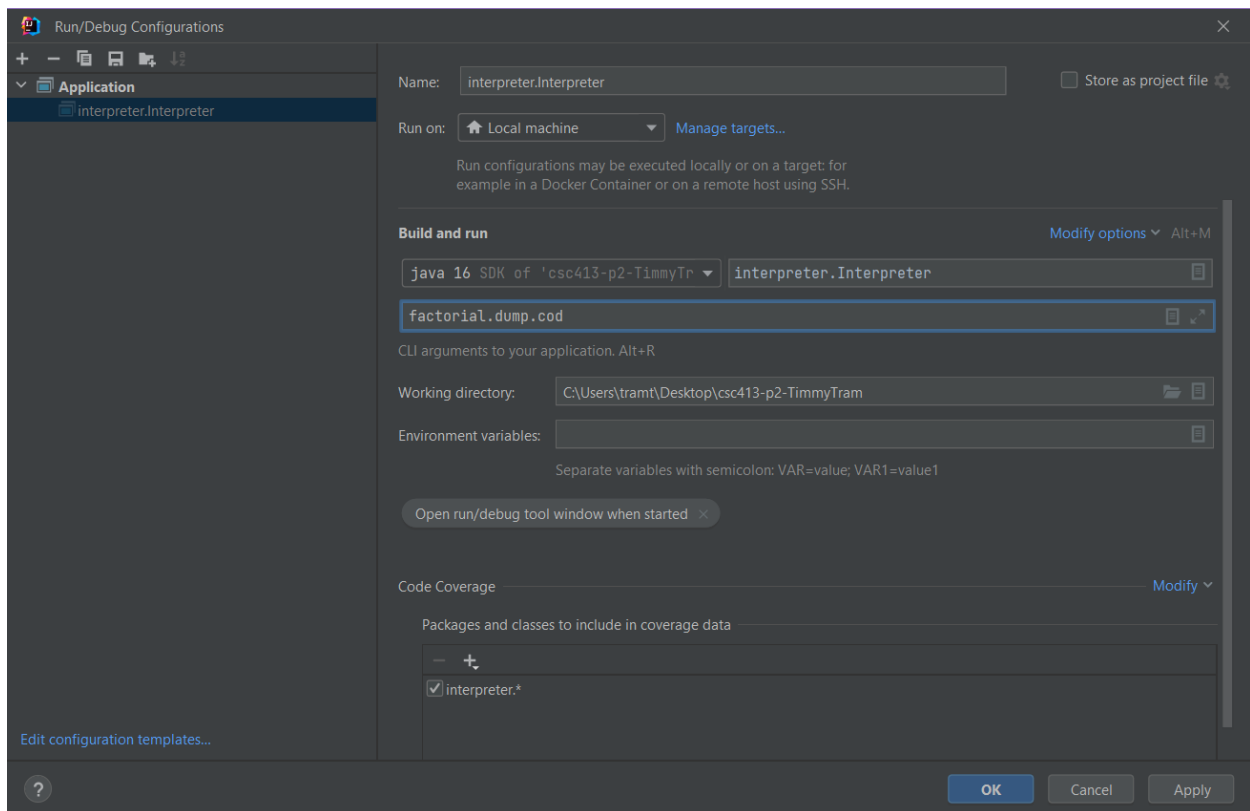 Run/Debug Configurations
Application
interpreter.Interpreter
Name:
interpreter.Interpreter
Store as project file
Run on:
Local machine
Manage targets...
Run configurations may be executed locally or on a target: for
example in a Docker Container or on a remote host using SSH.
Build and run
Modify options
Alt+M
java 16 SDK of 'csc413-p2-TimmyTr
interpreter.Interpreter
factorial.dump.cod
CLI arguments to your application. Alt+R
Working directory:
C:\Users\tramt\Desktop\csc413-p2-TimmyTram
Environment variables:
Separate variables with semicolon: VAR=value; VAR1=value1
Open run/debug tool window when started
Code Coverage
Modify
Packages and classes to include in coverage data
interpreter.*
Edit configuration templates...
?
OK
Cancel
Apply